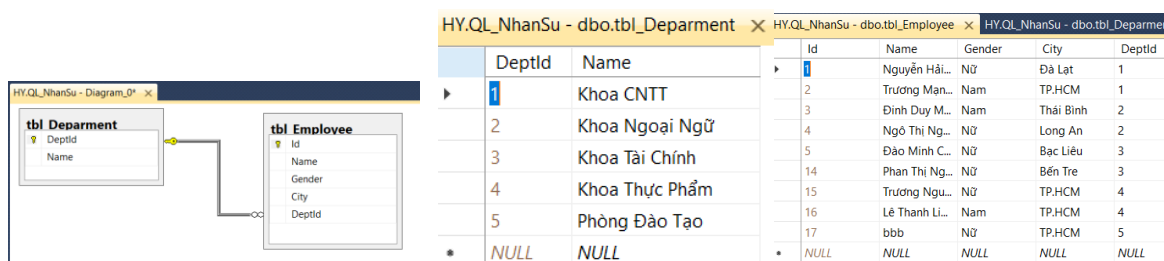 HY.QL_NhanSu - Diagram_0* ×
tbl_Deparment
DeptId
Name
tbl_Employee
Id
Name
Gender
City
DeptId
HY.QL_NhanSu - dbo.tbl_Deparment ×
DeptId Name
1 Khoa CNTT
2 Khoa Ngoại Ngữ
3 Khoa Tài Chính
4 Khoa Thực Phẩm
5 Phòng Đào Tạo
NULL NULL
HY.QL_NhanSu - dbo.tbl_Employee × HY.QL_NhanSu - dbo.tbl_Deparmen
Id Name Gender City DeptId
1 Nguyễn Hải... Nữ Đà Lạt 1
2 Trương Mạn... Nam TP.HCM 1
3 Đinh Duy M... Nam Thái Bình 2
4 Ngô Thị Ng... Nữ Long An 2
5 Đào Minh C... Nữ Bạc Liêu 3
14 Phan Thị Ng... Nữ Bến Tre 3
15 Trương Ngu... Nữ TP.HCM 4
16 Lê Thanh Li... Nam TP.HCM 4
17 bbb Nữ TP.HCM 5
NULL NULL NULL NULL NULL